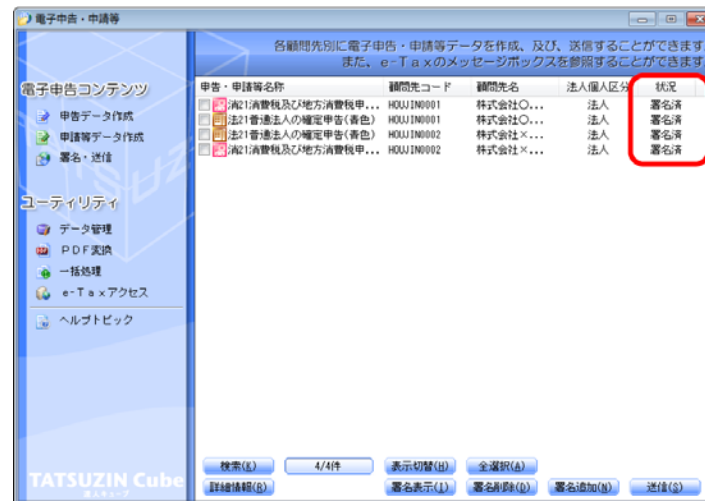 電子申告・申請等
各顧問先別に電子申告・申請等データを作成、及び、送信することができます
また、e-Taxのメッセージボックスを参照することができます
電子申告コンテンツ
申告データ作成
申請等データ作成
署名・送信
ユーティリティ
データ管理
PDF変換
一括処理
e-Taxアクセス
ヘルプトピック
申告・申請等名称 顧問先コード 顧問先名 法人個人区分 状況
消21:消費税及び地方消費税申... HOUJIN0001 株式会社○... 法人 署名済
法21普通法人の確定申告(青色) HOUJIN0001 株式会社○... 法人 署名済
法21普通法人の確定申告(青色) HOUJIN0002 株式会社×... 法人 署名済
消21:消費税及び地方消費税申... HOUJIN0002 株式会社×... 法人 署名済
検索(K) 4/4件 表示切替(H) 全選択(A)
詳細情報(R) 署名表示(I) 署名削除(D) 署名追加(N) 送信(S)
TATSUZIN Cube
達人キューブ